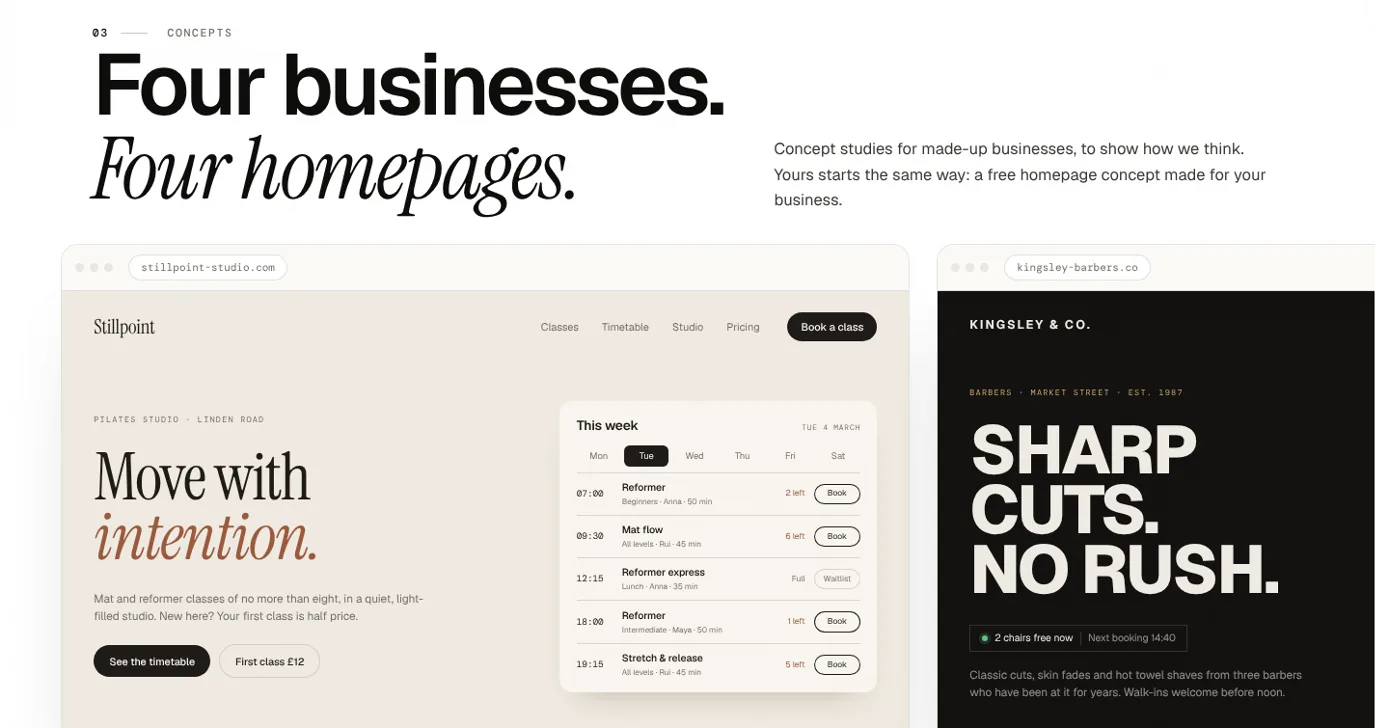 03 CONCEPTS
Four businesses.
Four homepages.
Concept studies for made-up businesses, to show how we think.
Yours starts the same way: a free homepage concept made for your
business.
stillpoint-studio.com
Stillpoint
Classes Timetable Studio Pricing Book a class
PILATES STUDIO · LINDEN ROAD
Move with
intention.
Mat and reformer classes of no more than eight, in a quiet, light-
filled studio. New here? Your first class is half price.
See the timetable First class £12
This week TUE 4 MARCH
Mon Tue Wed Thu Fri Sat
07:00 Reformer 2 left Book
Beginners · Anna · 50 min
09:30 Mat flow 6 left Book
All levels · Rui · 45 min
12:15 Reformer express Full Waitlist
Lunch · Anna · 35 min
18:00 Reformer 1 left Book
Intermediate · Maya · 50 min
19:15 Stretch & release 5 left Book
All levels · Rui · 45 min
kingsley-barbers.co
KINGSLEY & CO.
BARBERS · MARKET STREET · EST. 1987
SHARP
CUTS.
NO RUSH.
2 chairs free now Next booking 14:40
Classic cuts, skin fades and hot towel shaves from three barbers
who have been at it for years. Walk-ins welcome before noon.